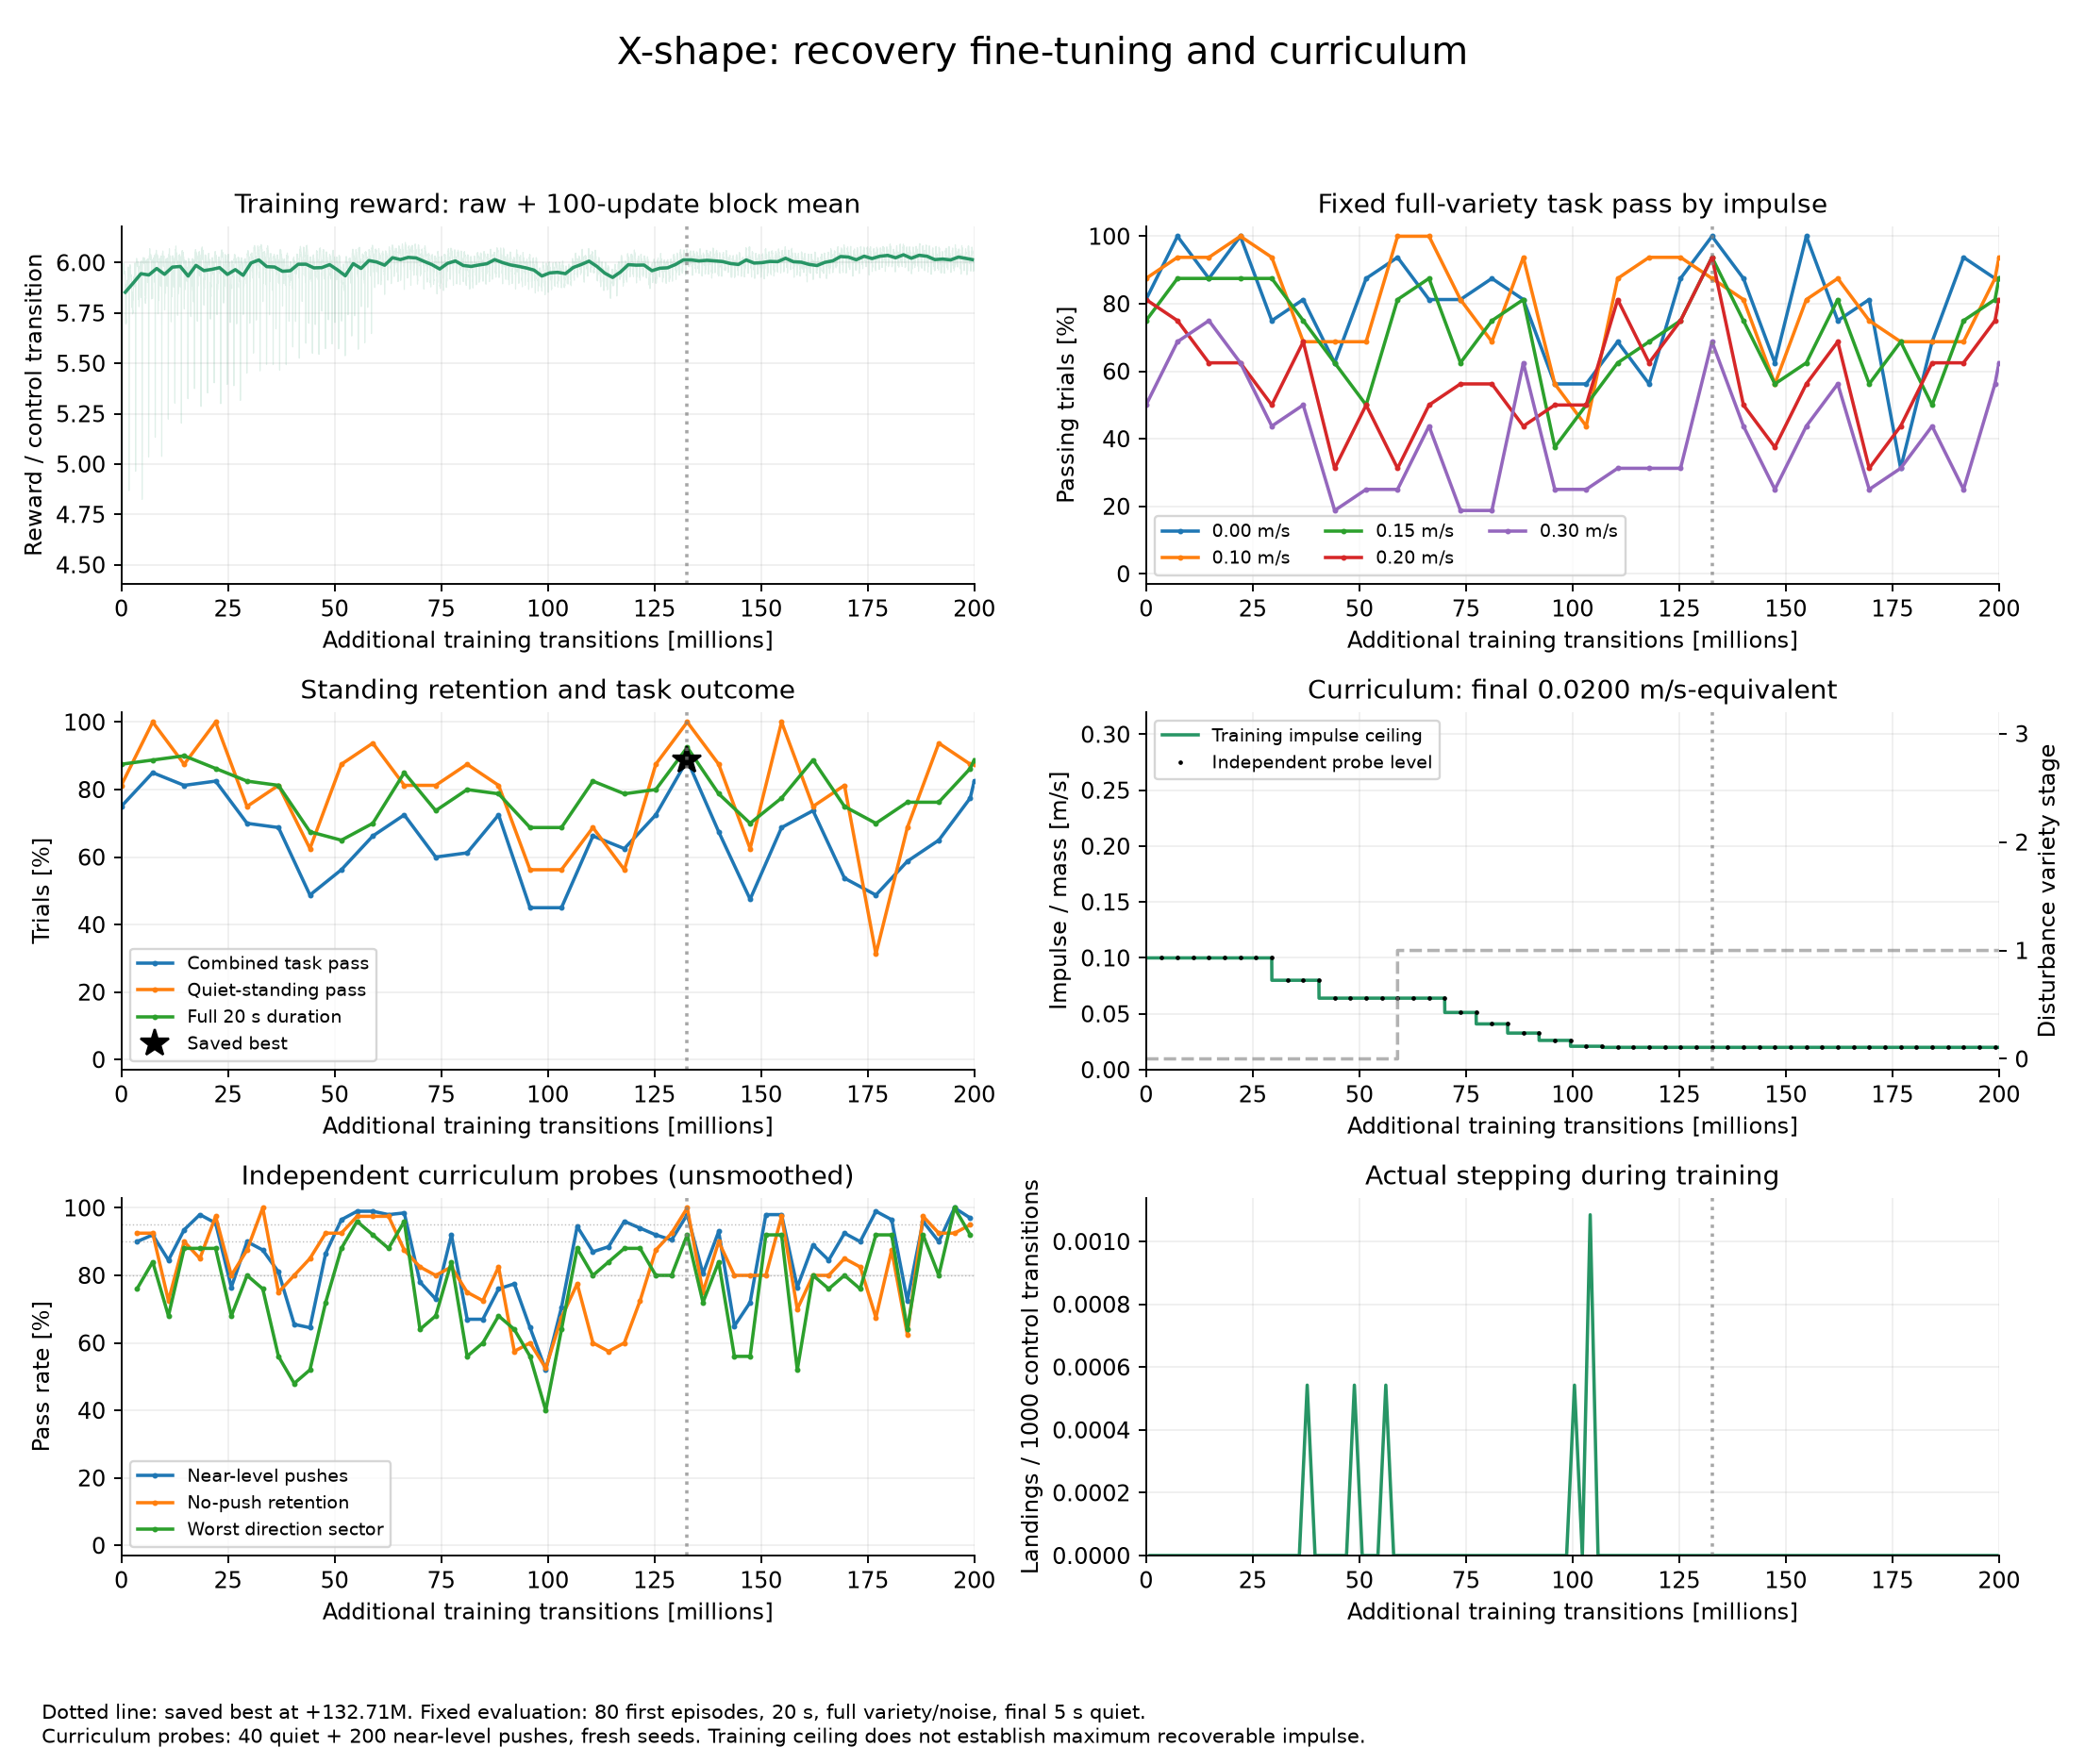 X-shape: recovery fine-tuning and curriculum
Training reward: raw + 100-update block mean
Reward / control transition
6.00
5.75
5.50
5.25
5.00
4.75
4.50
0 25 50 75 100 125 150 175 200
Additional training transitions [millions]
Fixed full-variety task pass by impulse
Passing trials [%]
100
80
60
40
20
0
0.00 m/s
0.10 m/s
0.15 m/s
0.20 m/s
0.30 m/s
0 25 50 75 100 125 150 175 200
Additional training transitions [millions]
Standing retention and task outcome
Trials [%]
100
80
60
40
20
0
Combined task pass
Quiet-standing pass
Full 20 s duration
Saved best
0 25 50 75 100 125 150 175 200
Additional training transitions [millions]
Curriculum: final 0.0200 m/s-equivalent
Impulse / mass [m/s]
0.30
0.25
0.20
0.15
0.10
0.05
0.00
Training impulse ceiling
Independent probe level
3
2
1
0
Disturbance variety stage
0 25 50 75 100 125 150 175 200
Additional training transitions [millions]
Independent curriculum probes (unsmoothed)
Pass rate [%]
100
80
60
40
20
0
Near-level pushes
No-push retention
Worst direction sector
0 25 50 75 100 125 150 175 200
Additional training transitions [millions]
Actual stepping during training
Landings / 1000 control transitions
0.0010
0.0008
0.0006
0.0004
0.0002
0.0000
0 25 50 75 100 125 150 175 200
Additional training transitions [millions]
Dotted line: saved best at +132.71M. Fixed evaluation: 80 first episodes, 20 s, full variety/noise, final 5 s quiet.
Curriculum probes: 40 quiet + 200 near-level pushes, fresh seeds. Training ceiling does not establish maximum recoverable impulse.